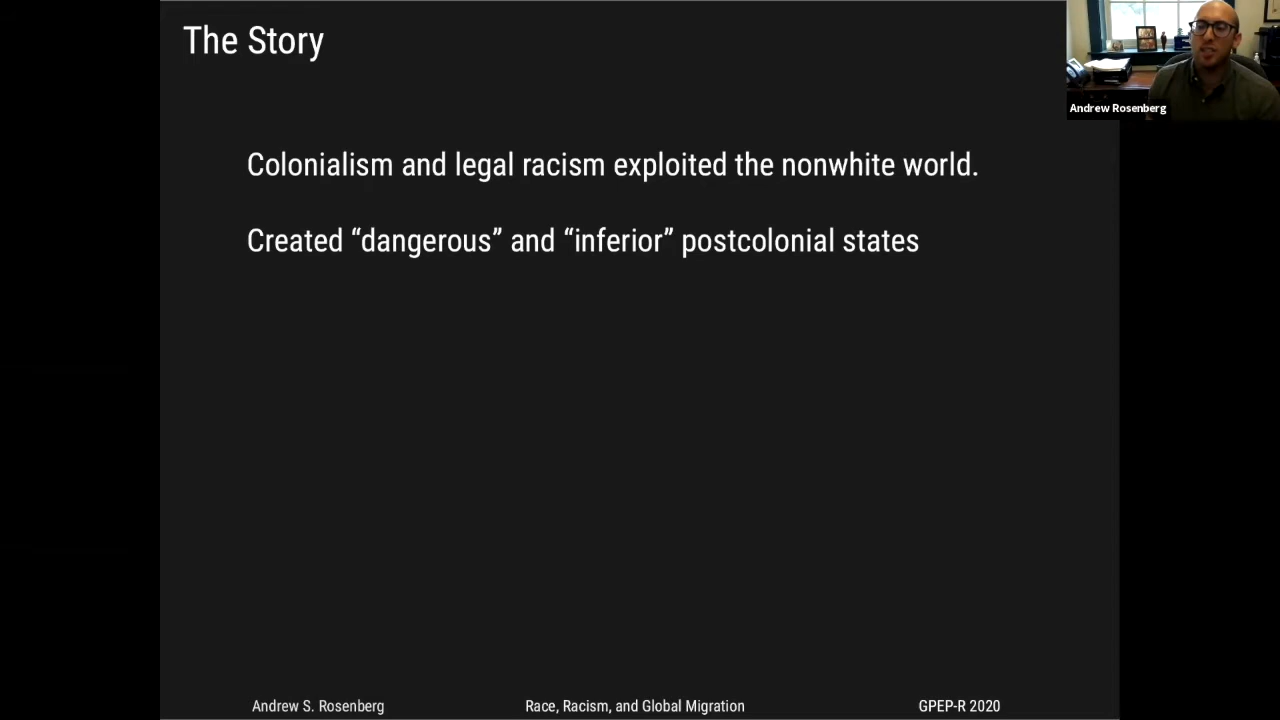 The Story
Andrew Rosenberg
Colonialism and legal racism exploited the nonwhite world.
Created “dangerous” and “inferior” postcolonial states
Andrew S. Rosenberg
Race, Racism, and Global Migration
GPEP-R 2020